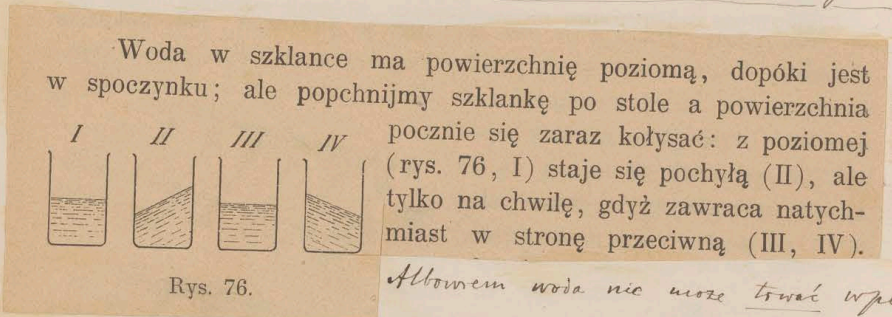 Woda w szklance ma powierzchnię poziomą, dopóki jest
w spoczynku; ale popchnijmy szklankę po stole a powierzchnia
pocznie się zaraz kołysać: z poziomej
(rys. 76, I) staje się pochyłą (II), ale
tylko na chwilę, gdyż zawraca natych-
miast w stronę przeciwną (III, IV).
I II III IV
Rys. 76.
Albowiem woda nie może trwać